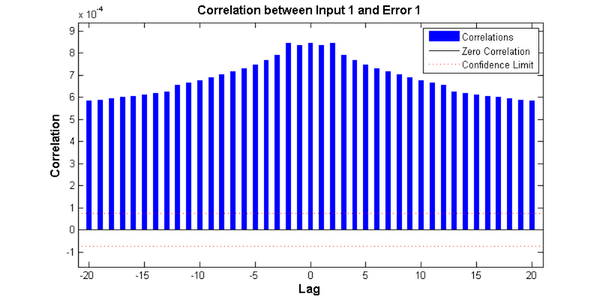 Correlation between Input 1 and Error 1
x 10⁻⁴
9
8
7
6
5
4
3
2
1
0
-1
Correlation
Correlations
Zero Correlation
Confidence Limit
-20 -15 -10 -5 0 5 10 15 20
Lag